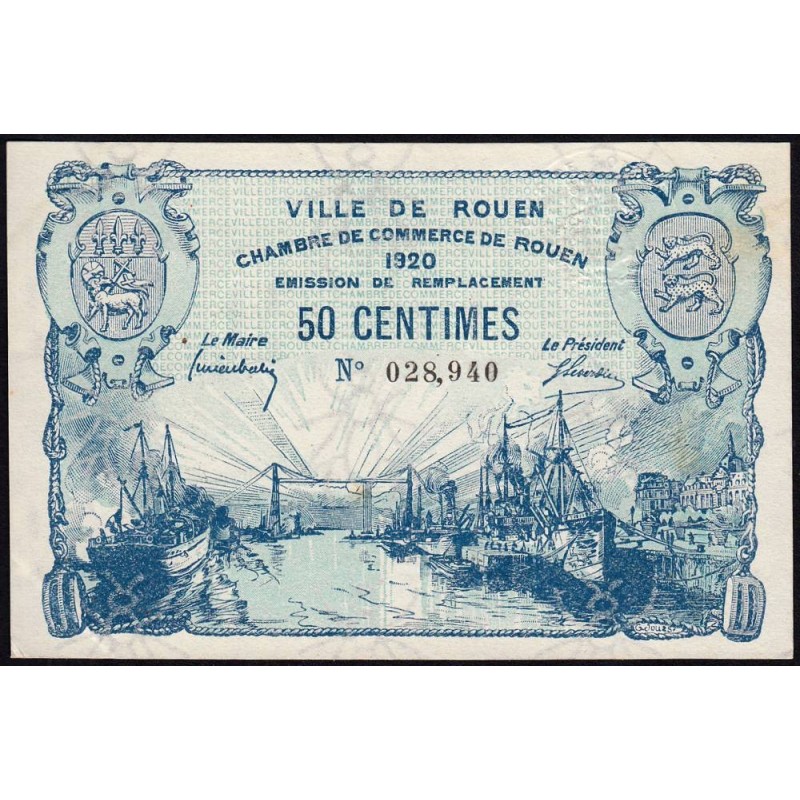 VILLE DE ROUEN
CHAMBRE DE COMMERCE DE ROUEN
1920
EMISSION DE REMPLACEMENT
50 CENTIMES
Le Maire
Le Président
Nº 028,940